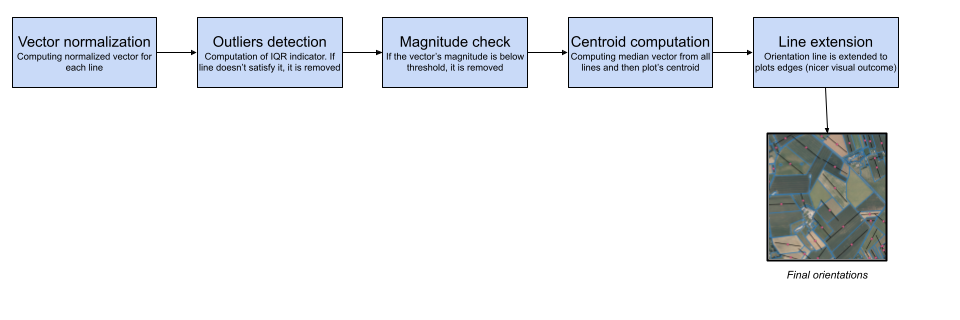 Vector normalization
Computing normalized vector for
each line
Outliers detection
Computation of IQR indicator. If
line doesn't satisfy it, it is removed
Magnitude check
If the vector's magnitude is below
threshold, it is removed
Centroid computation
Computing median vector from all
lines and then plot's centroid
Line extension
Orientation line is extended to
plots edges (nicer visual outcome)
Final orientations